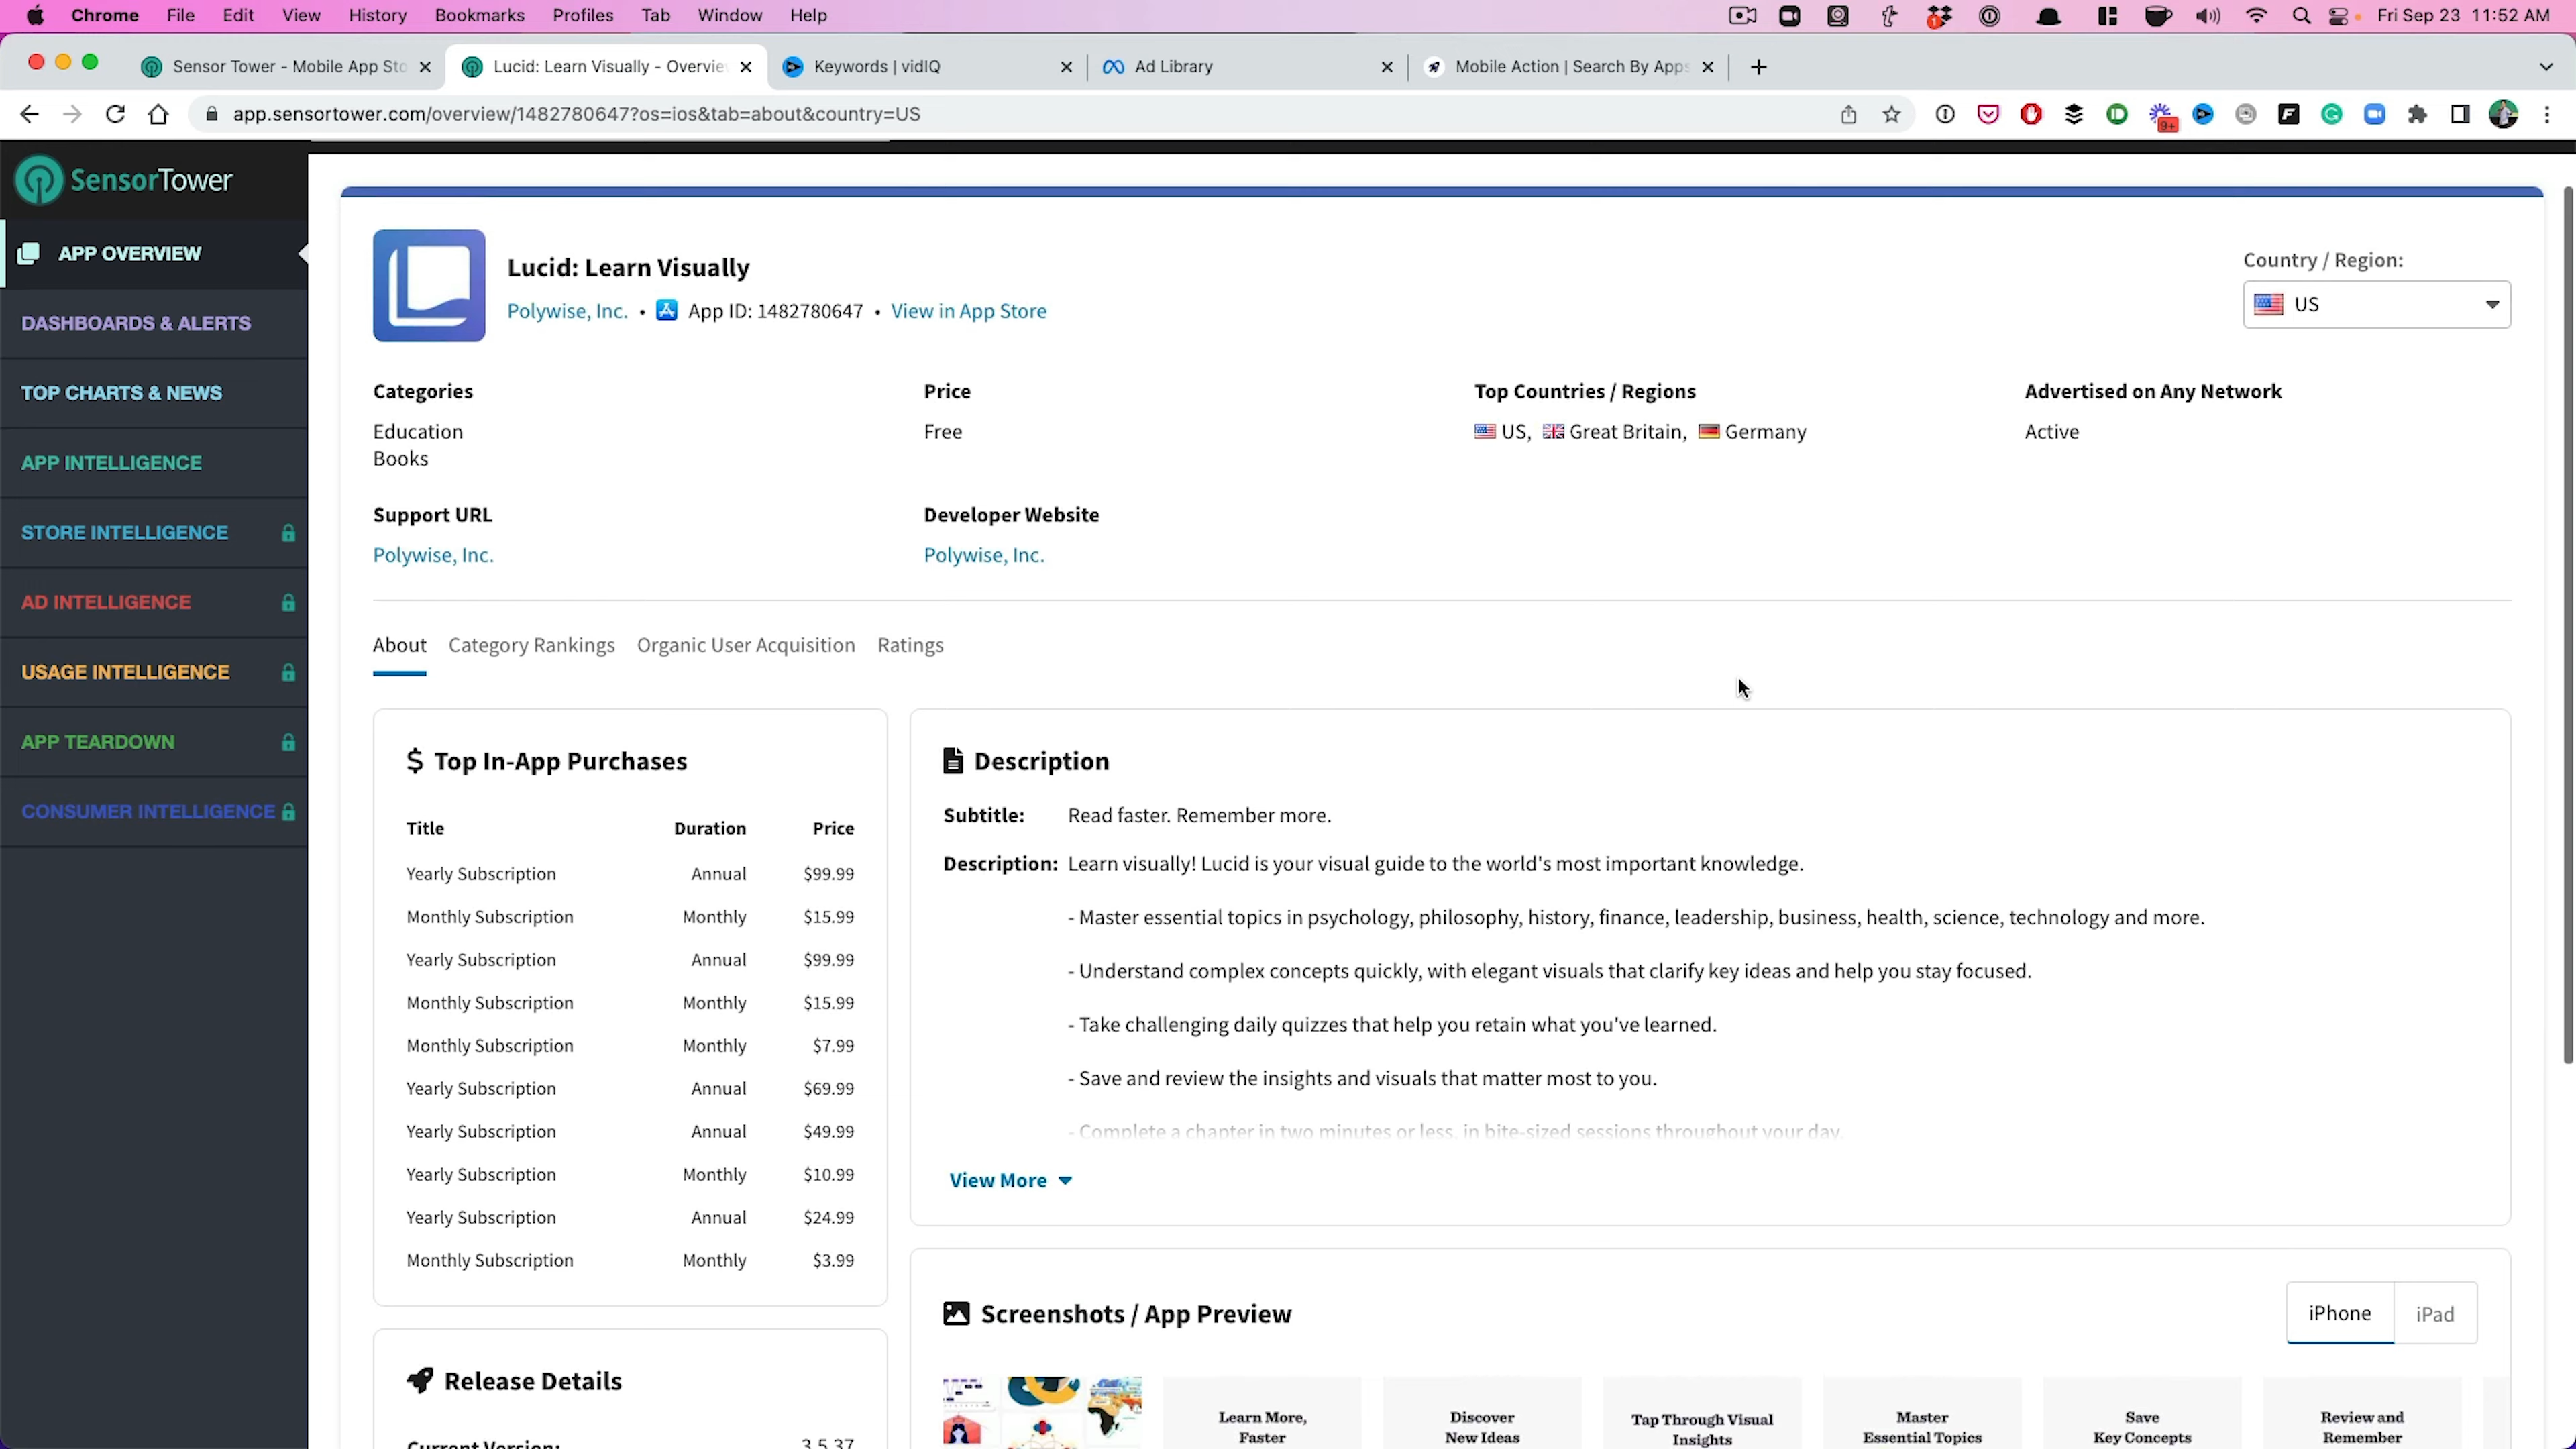 Chrome File Edit View History Bookmarks Profiles Tab Window Help Fri Sep 23 11:52 AM
Sensor Tower - Mobile App Sto
Lucid: Learn Visually - Overvie
Keywords | vidIQ
Ad Library
Mobile Action | Search By Apps
app.sensortower.com/overview/1482780647?os=ios&tab=about&country=US
SensorTower
APP OVERVIEW
DASHBOARDS & ALERTS
TOP CHARTS & NEWS
APP INTELLIGENCE
STORE INTELLIGENCE
AD INTELLIGENCE
USAGE INTELLIGENCE
APP TEARDOWN
CONSUMER INTELLIGENCE
Lucid: Learn Visually
Polywise, Inc. • App ID: 1482780647 • View in App Store
Country / Region:
US
Categories
Education
Books
Price
Free
Top Countries / Regions
US, Great Britain, Germany
Advertised on Any Network
Active
Support URL
Polywise, Inc.
Developer Website
Polywise, Inc.
About Category Rankings Organic User Acquisition Ratings
$ Top In-App Purchases
Title Duration Price
Yearly Subscription Annual $99.99
Monthly Subscription Monthly $15.99
Yearly Subscription Annual $99.99
Monthly Subscription Monthly $15.99
Monthly Subscription Monthly $7.99
Yearly Subscription Annual $69.99
Yearly Subscription Annual $49.99
Yearly Subscription Monthly $10.99
Yearly Subscription Annual $24.99
Monthly Subscription Monthly $3.99
Release Details
Current Version: 3.5.37
Description
Subtitle: Read faster. Remember more.
Description: Learn visually! Lucid is your visual guide to the world's most important knowledge.
- Master essential topics in psychology, philosophy, history, finance, leadership, business, health, science, technology and more.
- Understand complex concepts quickly, with elegant visuals that clarify key ideas and help you stay focused.
- Take challenging daily quizzes that help you retain what you've learned.
- Save and review the insights and visuals that matter most to you.
- Complete a chapter in two minutes or less, in bite-sized sessions throughout your day.
View More
Screenshots / App Preview
iPhone iPad
Learn More,
Faster
Discover
New Ideas
Tap Through Visual
Insights
Master
Essential Topics
Save
Key Concepts
Review and
Remember